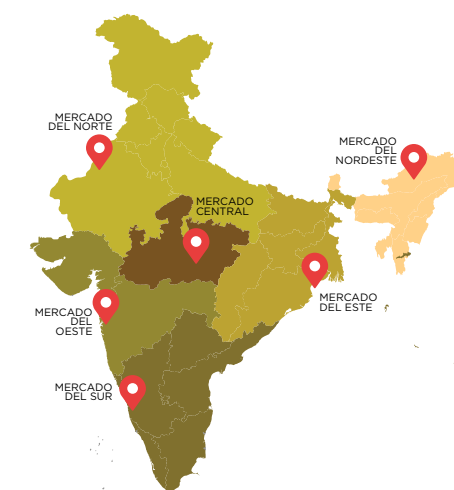 MERCADO
DEL NORTE
MERCADO
DEL
NORDESTE
MERCADO
CENTRAL
MERCADO
DEL ESTE
MERCADO
DEL
OESTE
MERCADO
DEL SUR